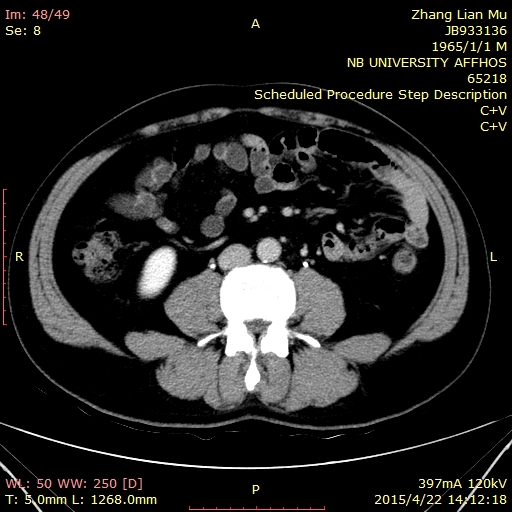 Im: 48/49
Se: 8
A
Zhang Lian Mu
JB933136
1965/1/1 M
NB UNIVERSITY AFFHOS
65218
Scheduled Procedure Step Description
C+V
C+V
R
L
WL: 50 WW: 250 [D]
T: 5.0mm L: 1268.0mm
P
397mA 120kV
2015/4/22 14:12:18